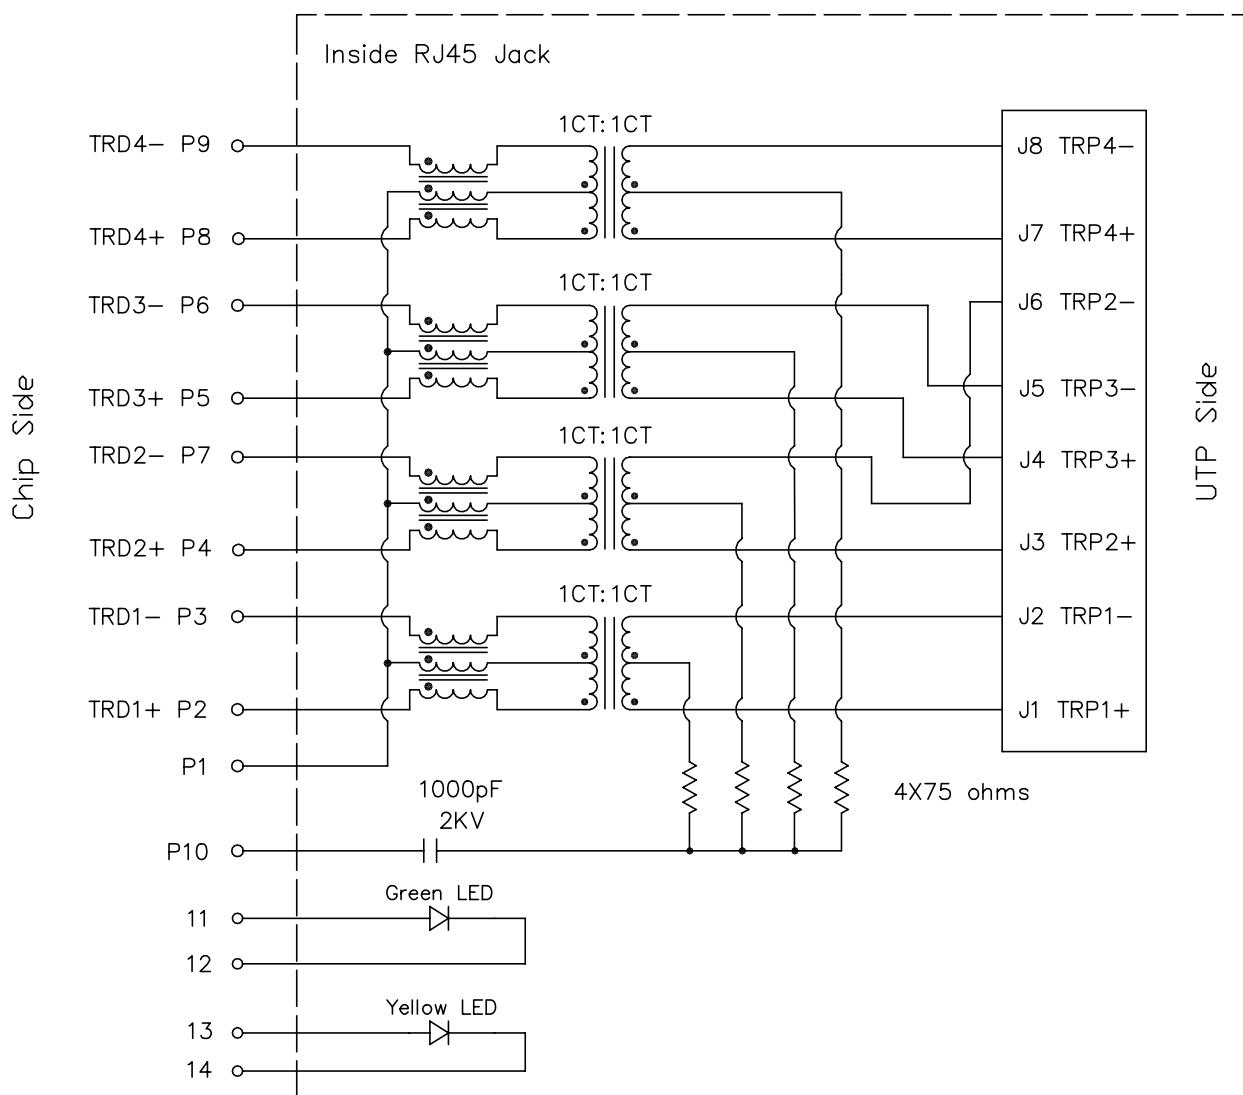 Inside RJ45 Jack
1CT:1CT
TRD4- P9
J8 TRP4-
TRD4+ P8
J7 TRP4+
1CT:1CT
TRD3- P6
J6 TRP2-
Chip Side
UTP Side
TRD3+ P5
J5 TRP3-
1CT:1CT
TRD2- P7
J4 TRP3+
TRD2+ P4
J3 TRP2+
1CT:1CT
TRD1- P3
J2 TRP1-
TRD1+ P2
J1 TRP1+
P1
1000pF
2KV
4X75 ohms
P10
Green LED
11
12
Yellow LED
13
14